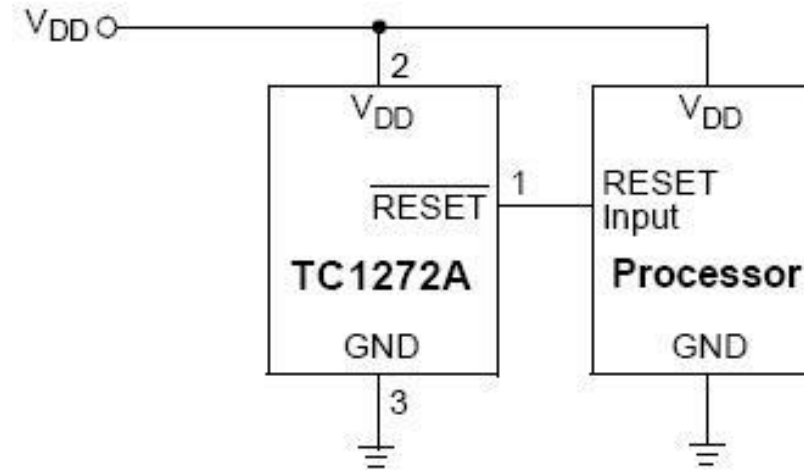 VDD
2
VDD
VDD
RESET
1
RESET
Input
TC1272A
Processor
GND
GND
3